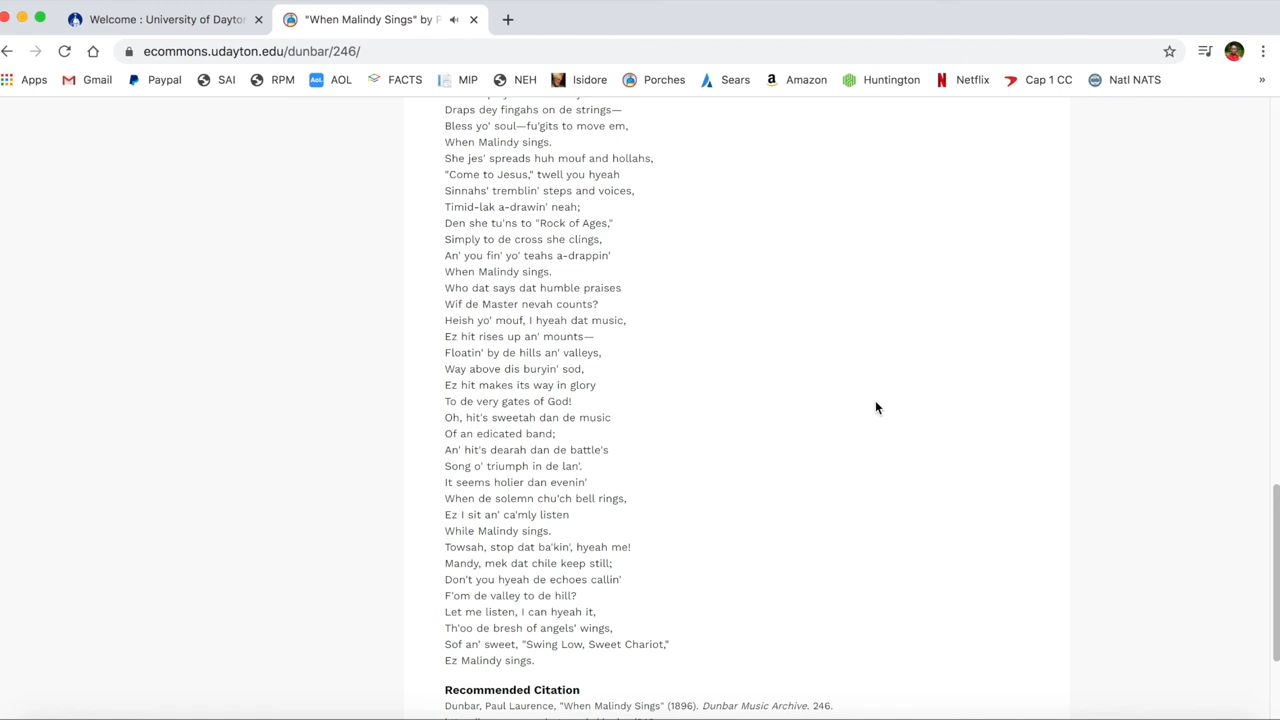 Welcome : University of Dayton
"When Malindy Sings" by P
ecommons.udayton.edu/dunbar/246/
Apps Gmail Paypal SAI RPM AOL FACTS MIP NEH Isidore Porches Sears Amazon Huntington Netflix Cap 1 CC Natl NATS »
Draps dey fingahs on de strings—
Bless yo' soul—fu'gits to move em,
When Malindy sings.
She jes' spreads huh mouf and hollahs,
"Come to Jesus," twell you hyeah
Sinnahs' tremblin' steps and voices,
Timid-lak a-drawin' neah;
Den she tu'ns to "Rock of Ages,"
Simply to de cross she clings,
An' you fin' yo' teahs a-drappin'
When Malindy sings.
Who dat says dat humble praises
Wif de Master nevah counts?
Heish yo' mouf, I hyeah dat music,
Ez hit rises up an' mounts—
Floatin' by de hills an' valleys,
Way above dis buryin' sod,
Ez hit makes its way in glory
To de very gates of God!
Oh, hit's sweetah dan de music
Of an edicated band;
An' hit's dearah dan de battle's
Song o' triumph in de lan'.
It seems holier dan evenin'
When de solemn chu'ch bell rings,
Ez I sit an' ca'mly listen
While Malindy sings.
Towsah, stop dat ba'kin', hyeah me!
Mandy, mek dat chile keep still;
Don't you hyeah de echoes callin'
F'om de valley to de hill?
Let me listen, I can hyeah it,
Th'oo de bresh of angels' wings,
Sof an' sweet, "Swing Low, Sweet Chariot,"
Ez Malindy sings.
Recommended Citation
Dunbar, Paul Laurence, "When Malindy Sings" (1896). Dunbar Music Archive. 246.